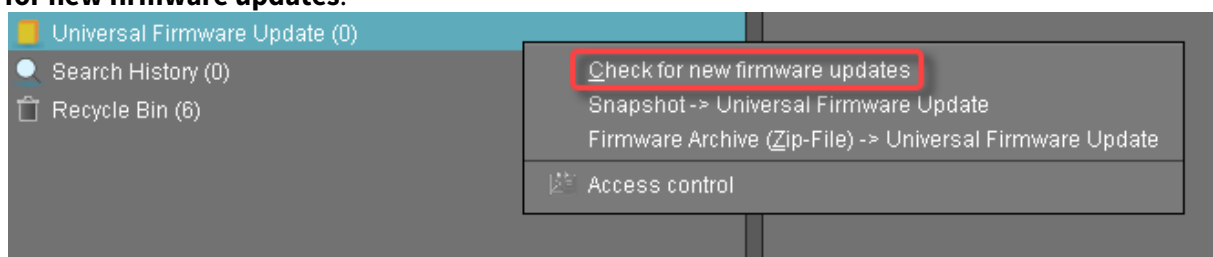 for new firmware updates.
Universal Firmware Update (0)
Search History (0)
Recycle Bin (6)
Check for new firmware updates
Snapshot -> Universal Firmware Update
Firmware Archive (Zip-File) -> Universal Firmware Update
Access control